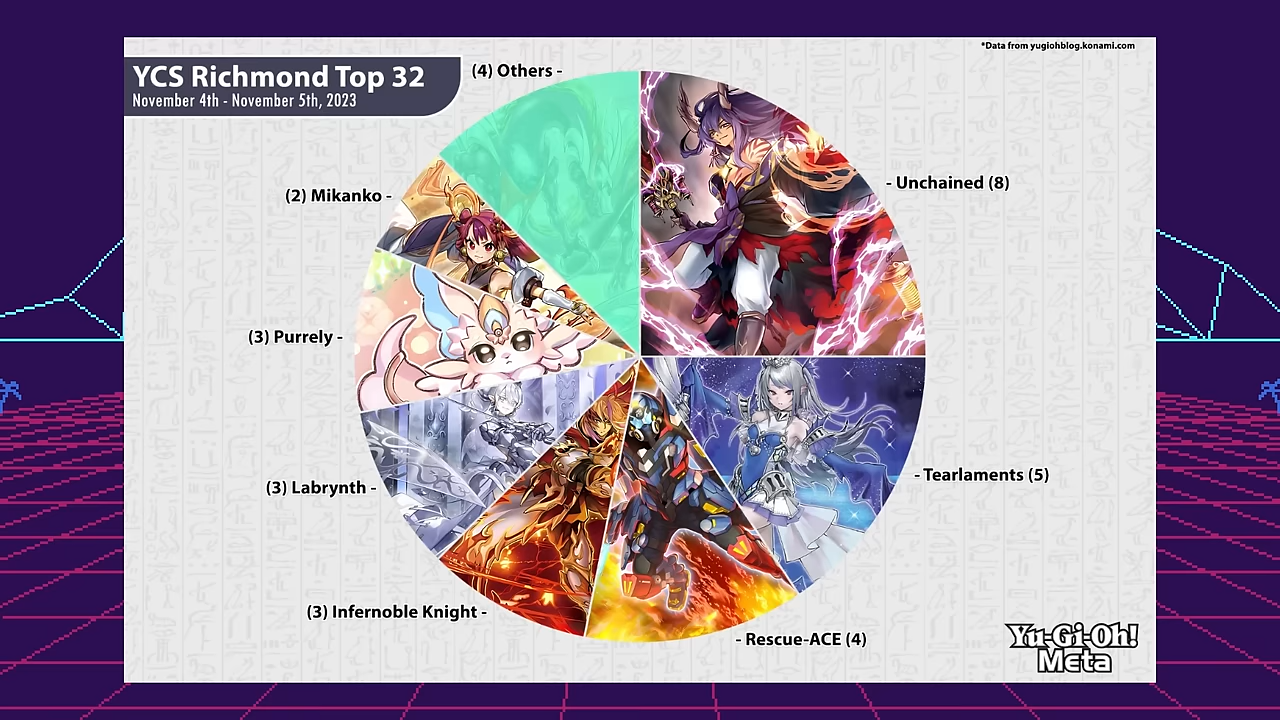 *Data from yugiohblog.konami.com
YCS Richmond Top 32
November 4th - November 5th, 2023
(4) Others -
- Unchained (8)
(2) Mikanko -
(3) Purrely -
- Tearlaments (5)
(3) Labrynth -
(3) Infernoble Knight -
- Rescue-ACE (4)
Yu-Gi-Oh!
Meta